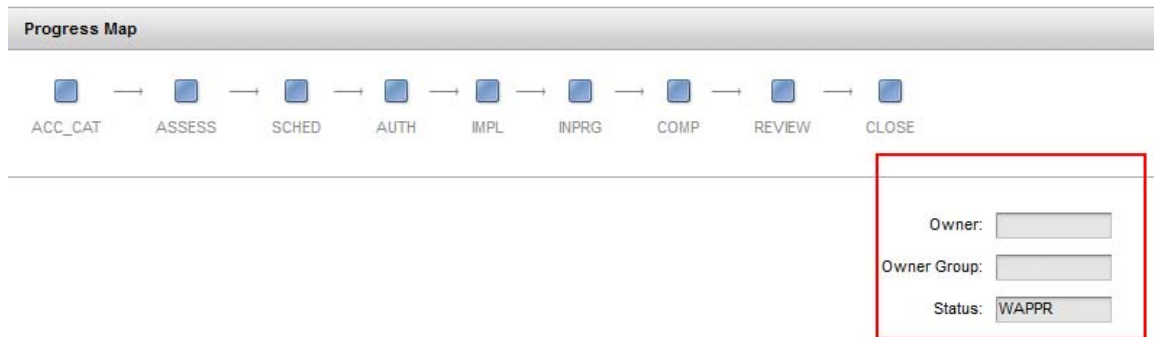 Progress Map
ACC_CAT ASSESS SCHED AUTH IMPL INPRG COMP REVIEW CLOSE
Owner:
Owner Group:
Status: WAPPR